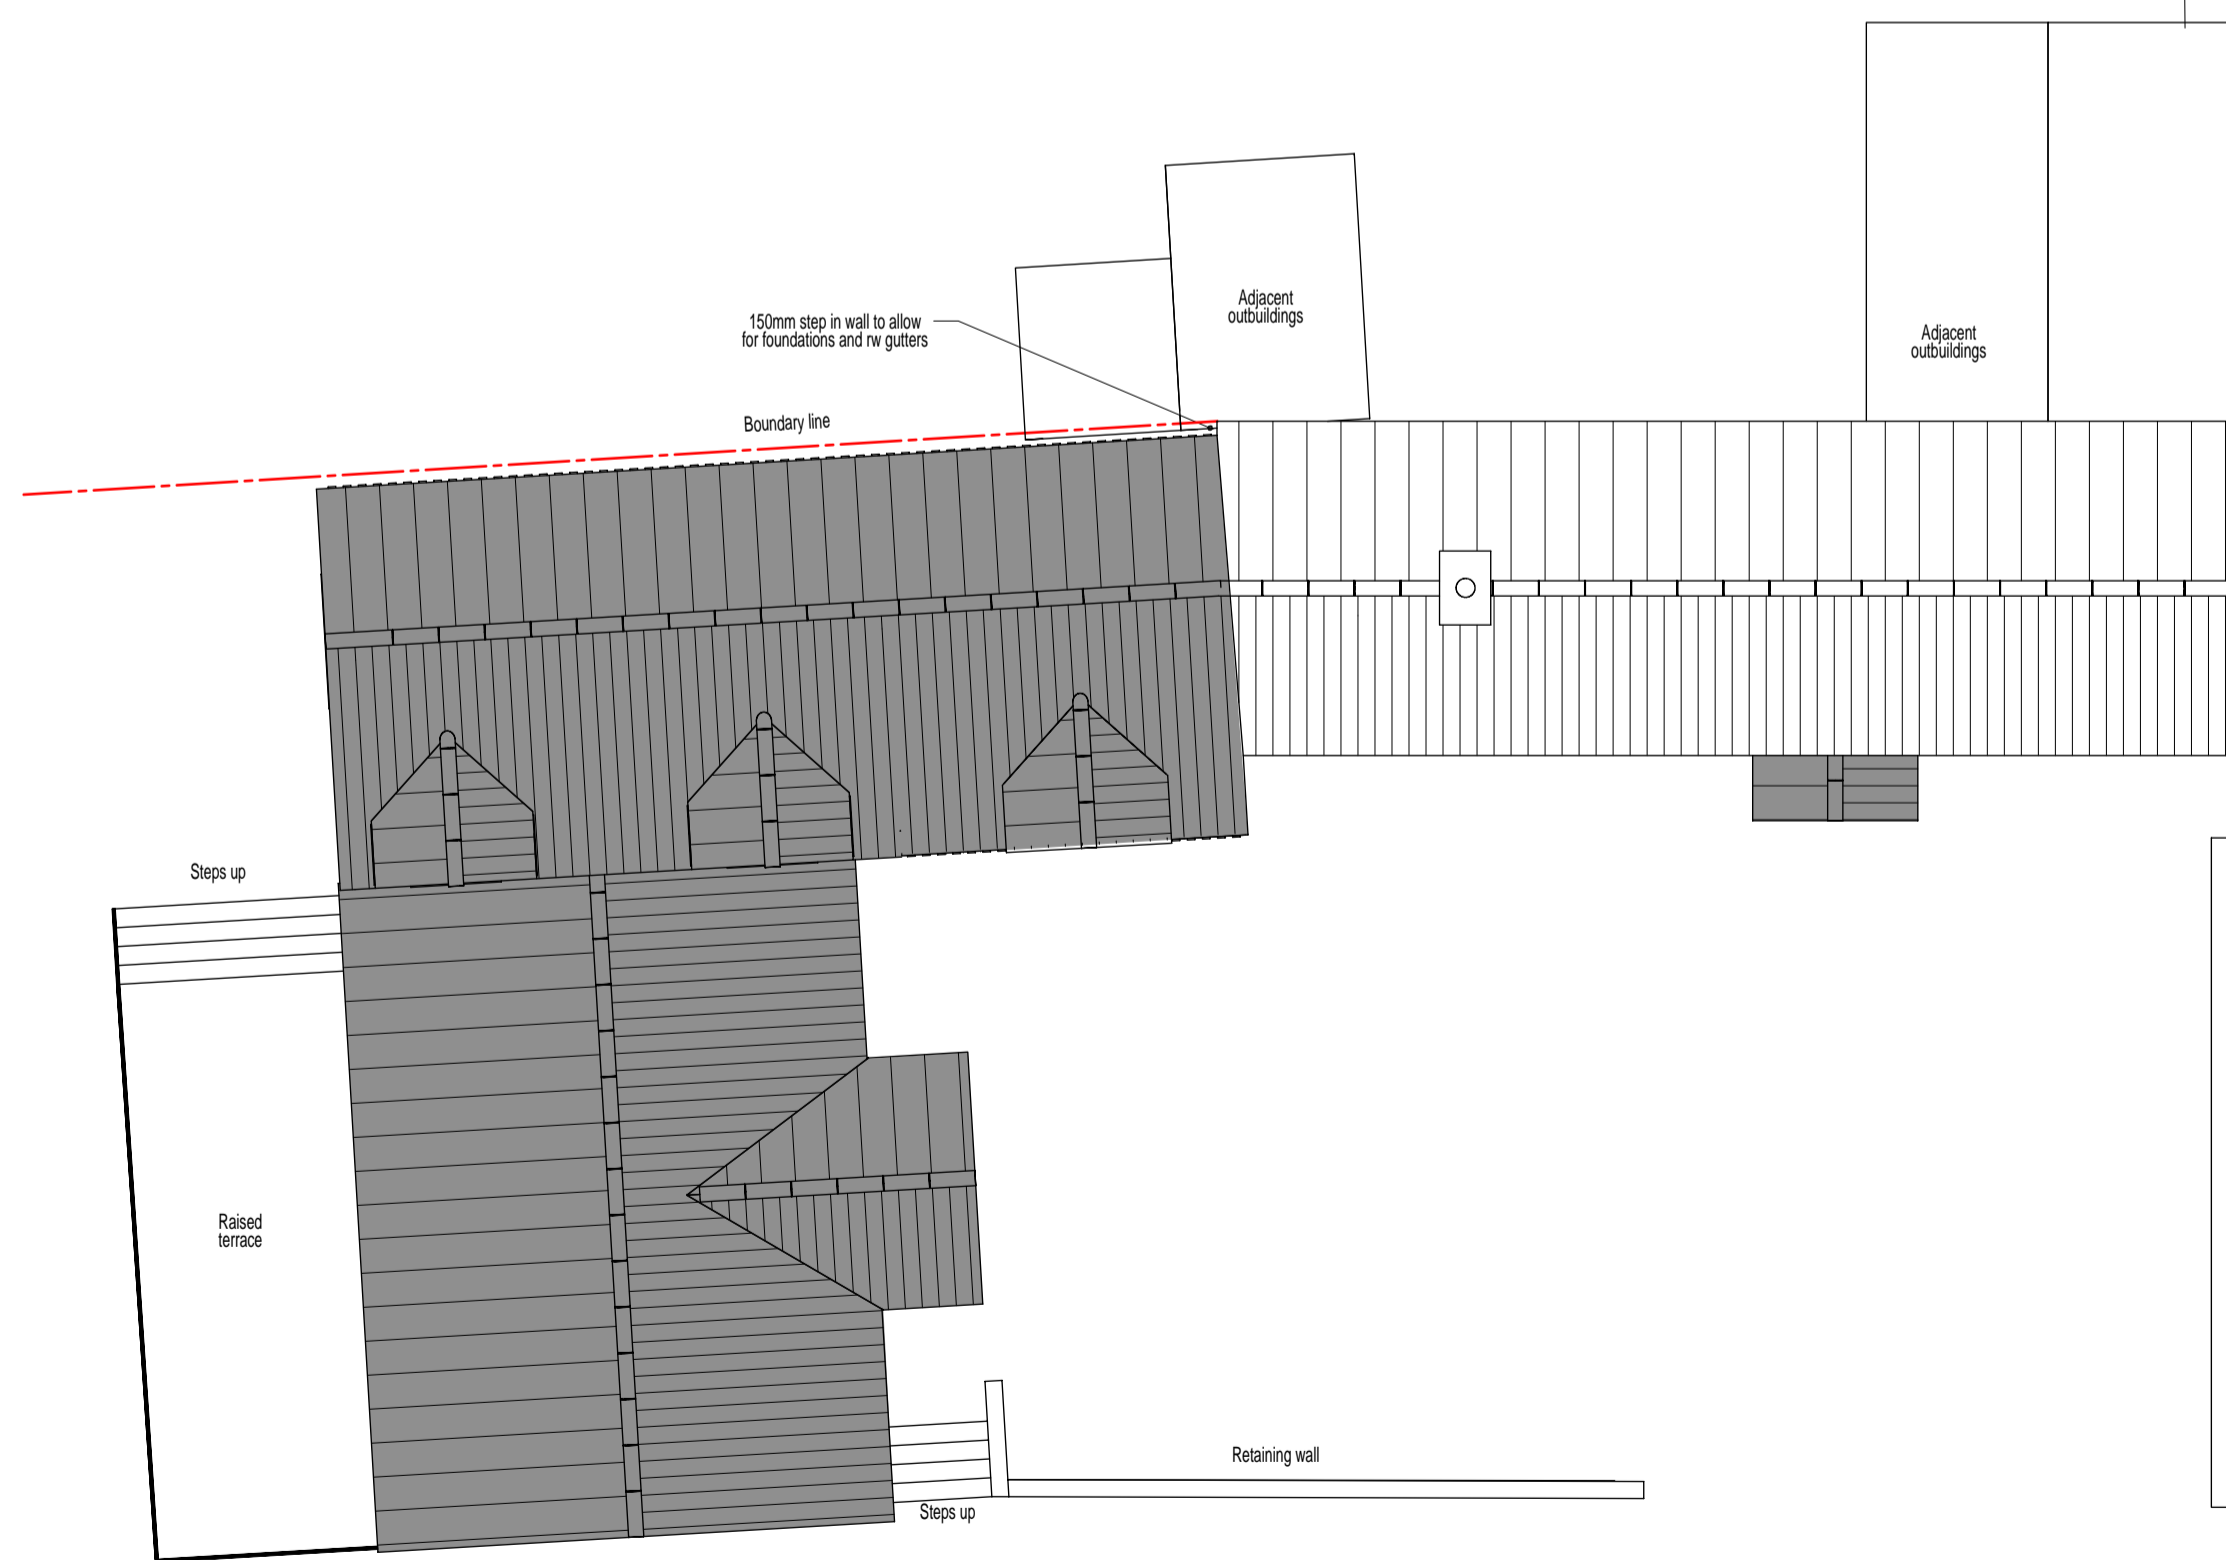 Adjacent
outbuildings
150mm step in wall to allow
for foundations and rw gutters
Adjacent
outbuildings
Boundary line
Steps up
Raised
terrace
Retaining wall
Steps up